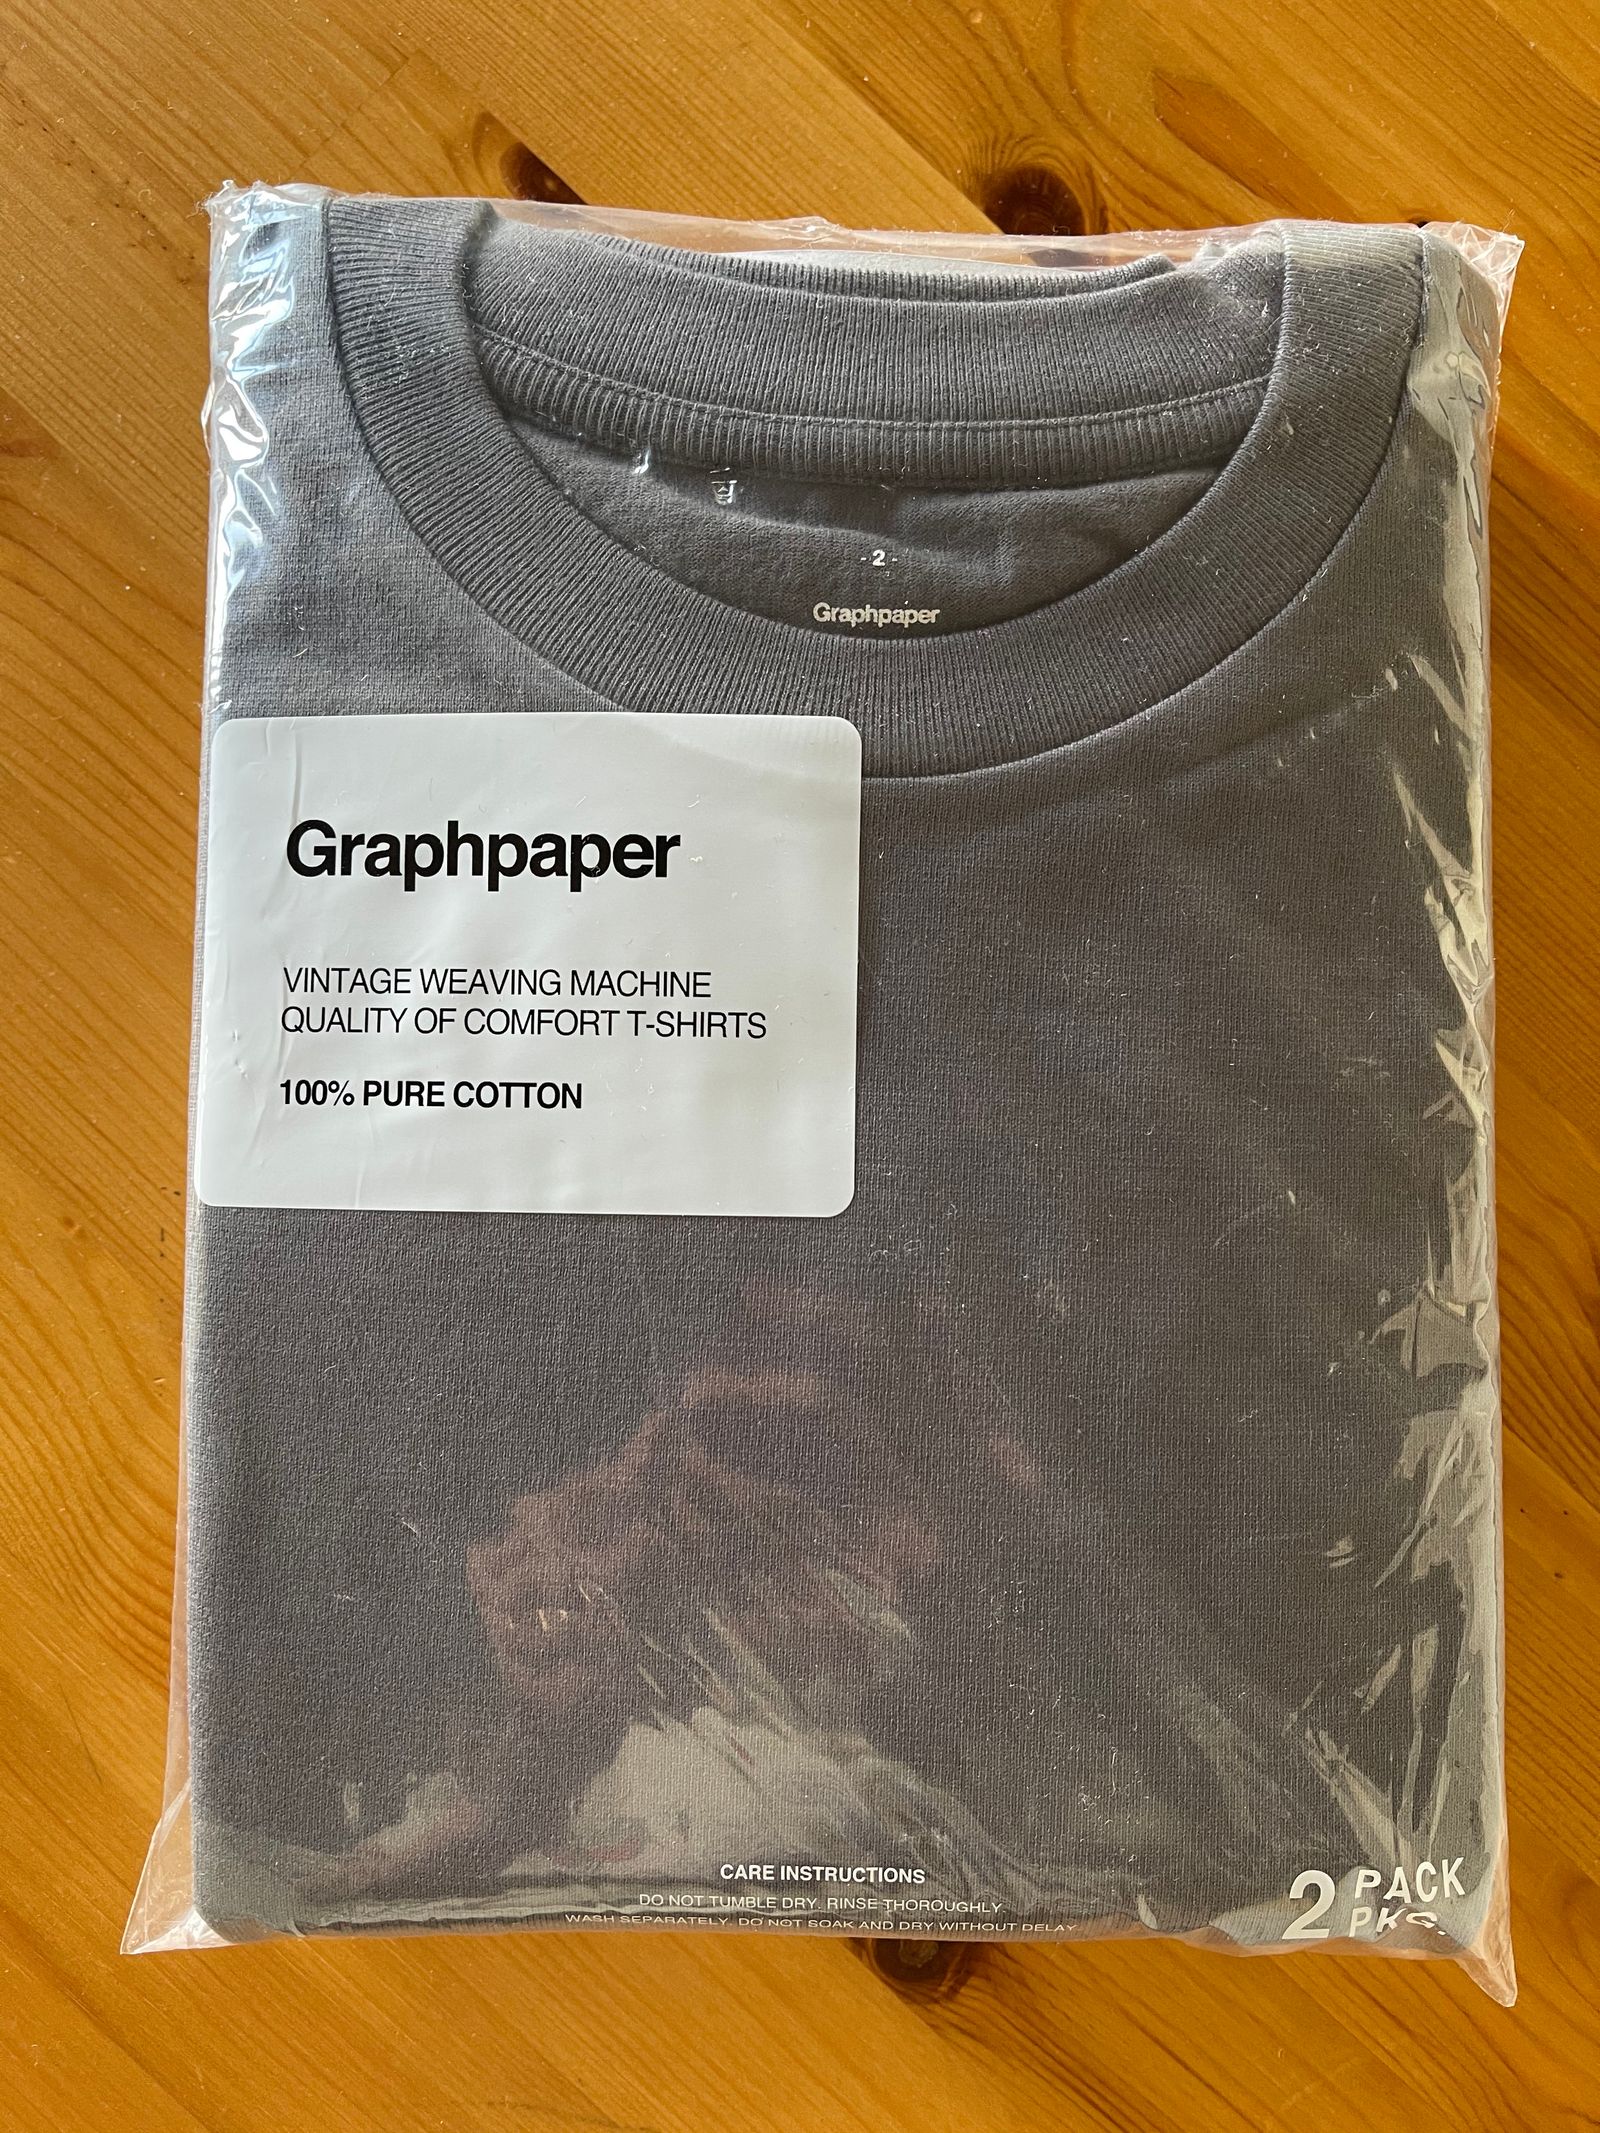 - 2 -
Graphpaper
Graphpaper
VINTAGE WEAVING MACHINE
QUALITY OF COMFORT T-SHIRTS
100% PURE COTTON
CARE INSTRUCTIONS
DO NOT TUMBLE DRY. RINSE THOROUGHLY
WASH SEPARATELY. DO NOT SOAK AND DRY WITHOUT DELAY
2 PACK
PKG.